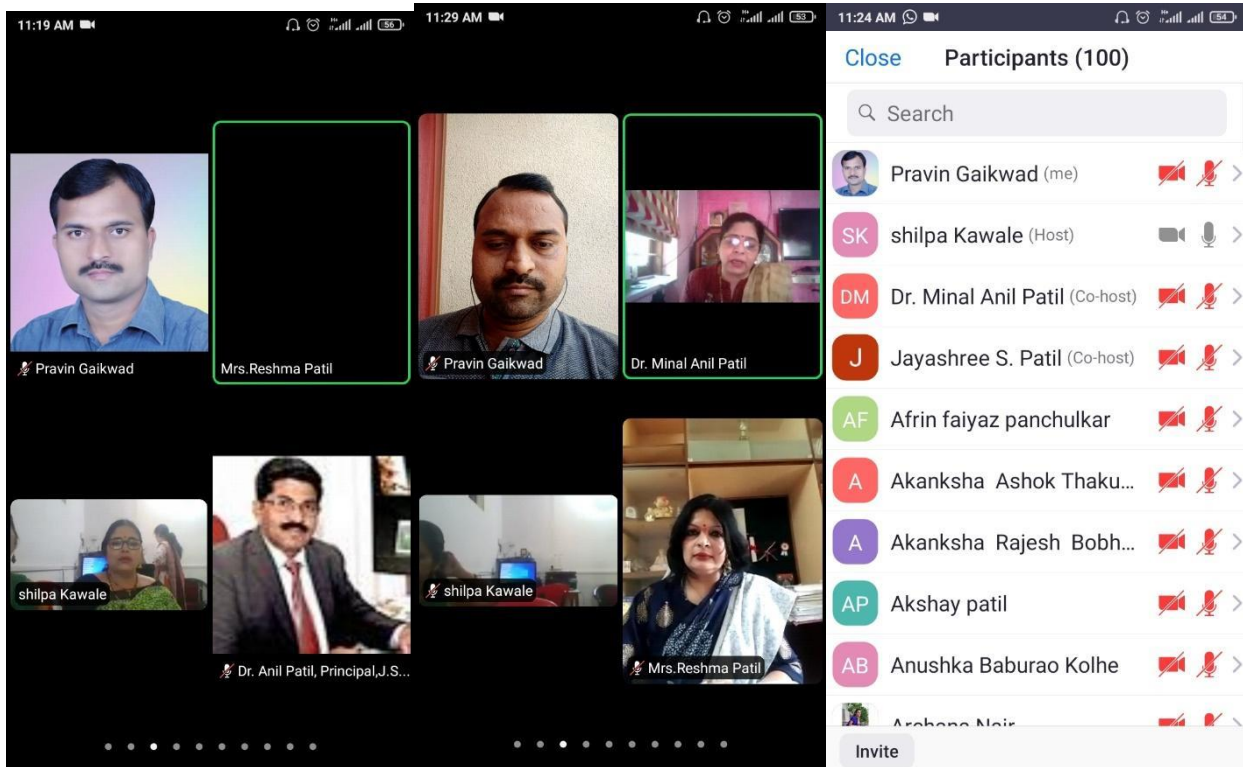 11:19 AM
56
Pravin Gaikwad
Mrs.Reshma Patil
shilpa Kawale
Dr. Anil Patil, Principal,J.S...
11:29 AM
53
Pravin Gaikwad
Dr. Minal Anil Patil
shilpa Kawale
Mrs.Reshma Patil
11:24 AM
54
Close Participants (100)
Search
Pravin Gaikwad (me)
SK shilpa Kawale (Host)
DM Dr. Minal Anil Patil (Co-host)
J Jayashree S. Patil (Co-host)
AF Afrin faiyaz panchulkar
A Akanksha Ashok Thaku...
A Akanksha Rajesh Bobh...
AP Akshay patil
AB Anushka Baburao Kolhe
Archana Nair
Invite